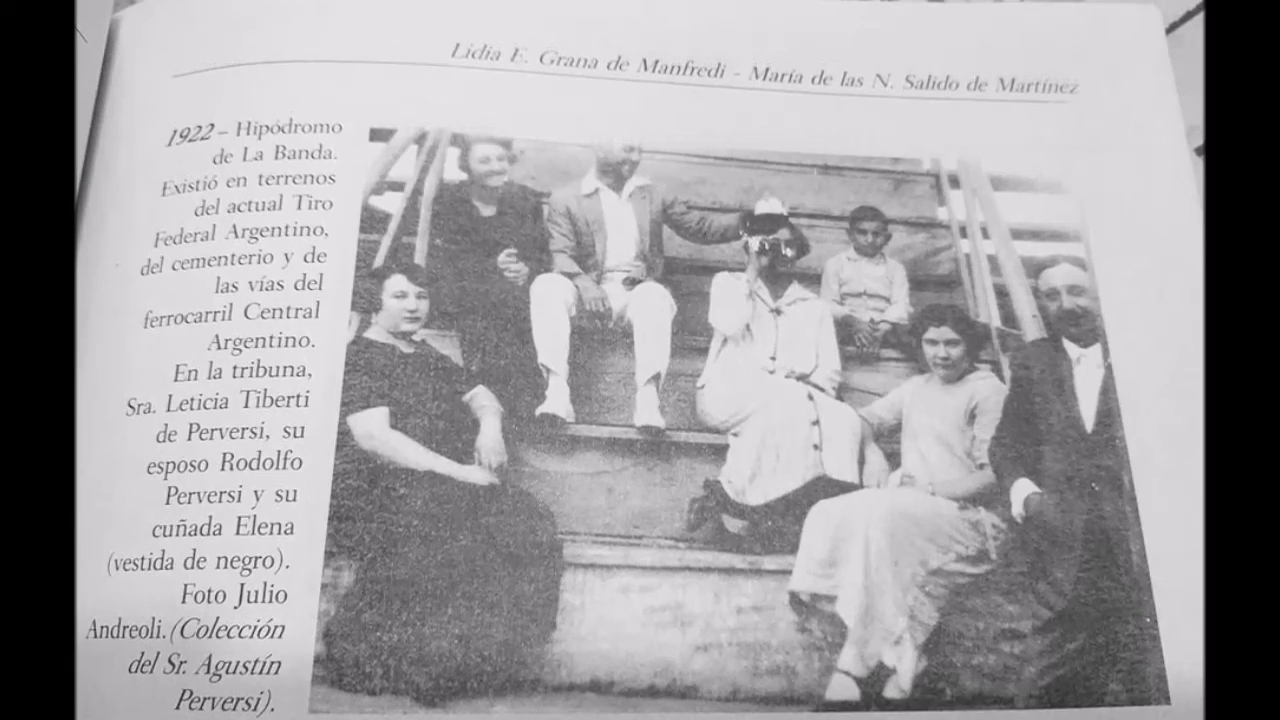 Lidia E. Grana de Manfredi - María de las N. Salido de Martínez
1922 – Hipódromo
de La Banda.
Existió en terrenos
del actual Tiro
Federal Argentino,
del cementerio y de
las vías del
ferrocarril Central
Argentino.
En la tribuna,
Sra. Leticia Tiberti
de Perversi, su
esposo Rodolfo
Perversi y su
cuñada Elena
(vestida de negro).
Foto Julio
Andreoli. (Colección
del Sr. Agustín
Perversi).